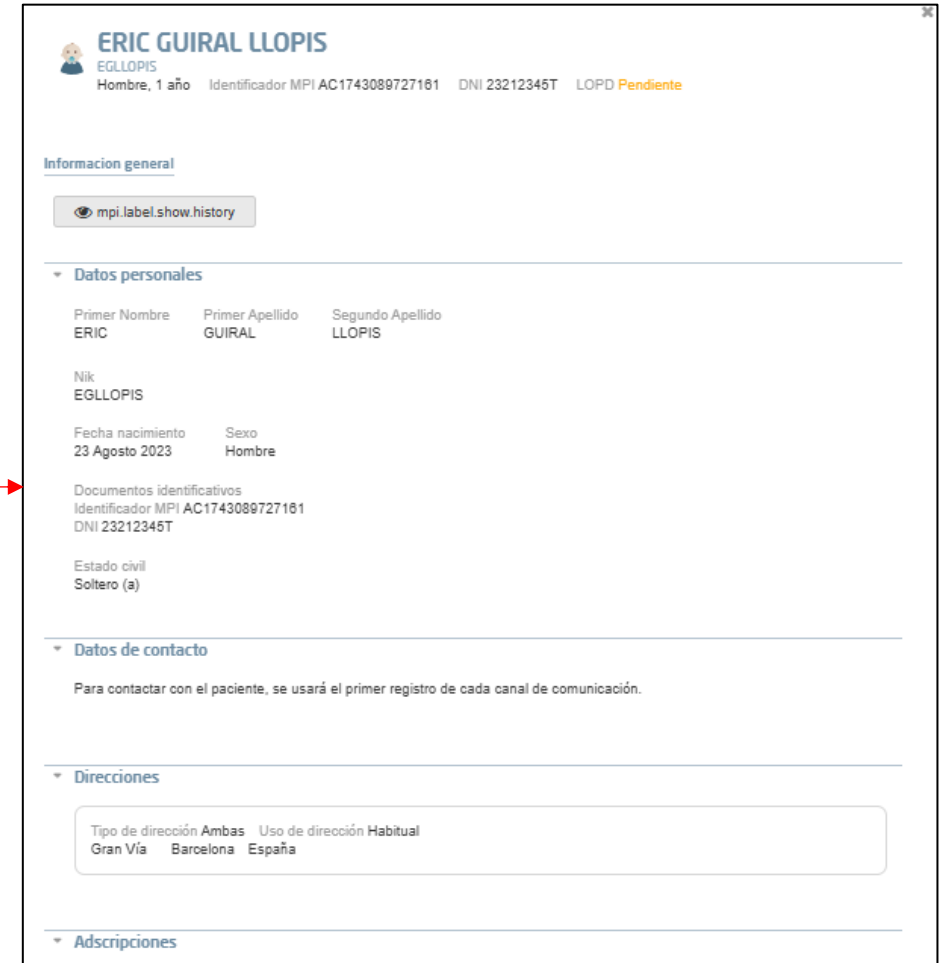 ERIC GUIRAL LLOPIS
EGLLOPIS
Hombre, 1 año Identificador MPI AC1743089727161 DNI 23212345T LOPD Pendiente
Informacion general
mpi.label.show.history
Datos personales
Primer Nombre Primer Apellido Segundo Apellido
ERIC GUIRAL LLOPIS
Nik
EGLLOPIS
Fecha nacimiento Sexo
23 Agosto 2023 Hombre
Documentos identificativos
Identificador MPI AC1743089727161
DNI 23212345T
Estado civil
Soltero (a)
Datos de contacto
Para contactar con el paciente, se usará el primer registro de cada canal de comunicación.
Direcciones
Tipo de dirección Ambas Uso de dirección Habitual
Gran Vía Barcelona España
Adscripciones